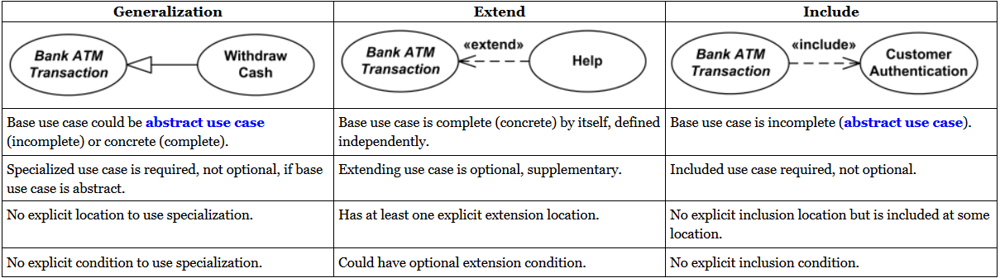 Generalization
Extend
Include
Bank ATM
Transaction
Withdraw
Cash
Bank ATM
Transaction
«extend»
Help
Bank ATM
Transaction
«include»
Customer
Authentication
Base use case could be abstract use case
(incomplete) or concrete (complete).
Base use case is complete (concrete) by itself, defined
independently.
Base use case is incomplete (abstract use case).
Specialized use case is required, not optional, if base
use case is abstract.
Extending use case is optional, supplementary.
Included use case required, not optional.
No explicit location to use specialization.
Has at least one explicit extension location.
No explicit inclusion location but is included at some
location.
No explicit condition to use specialization.
Could have optional extension condition.
No explicit inclusion condition.